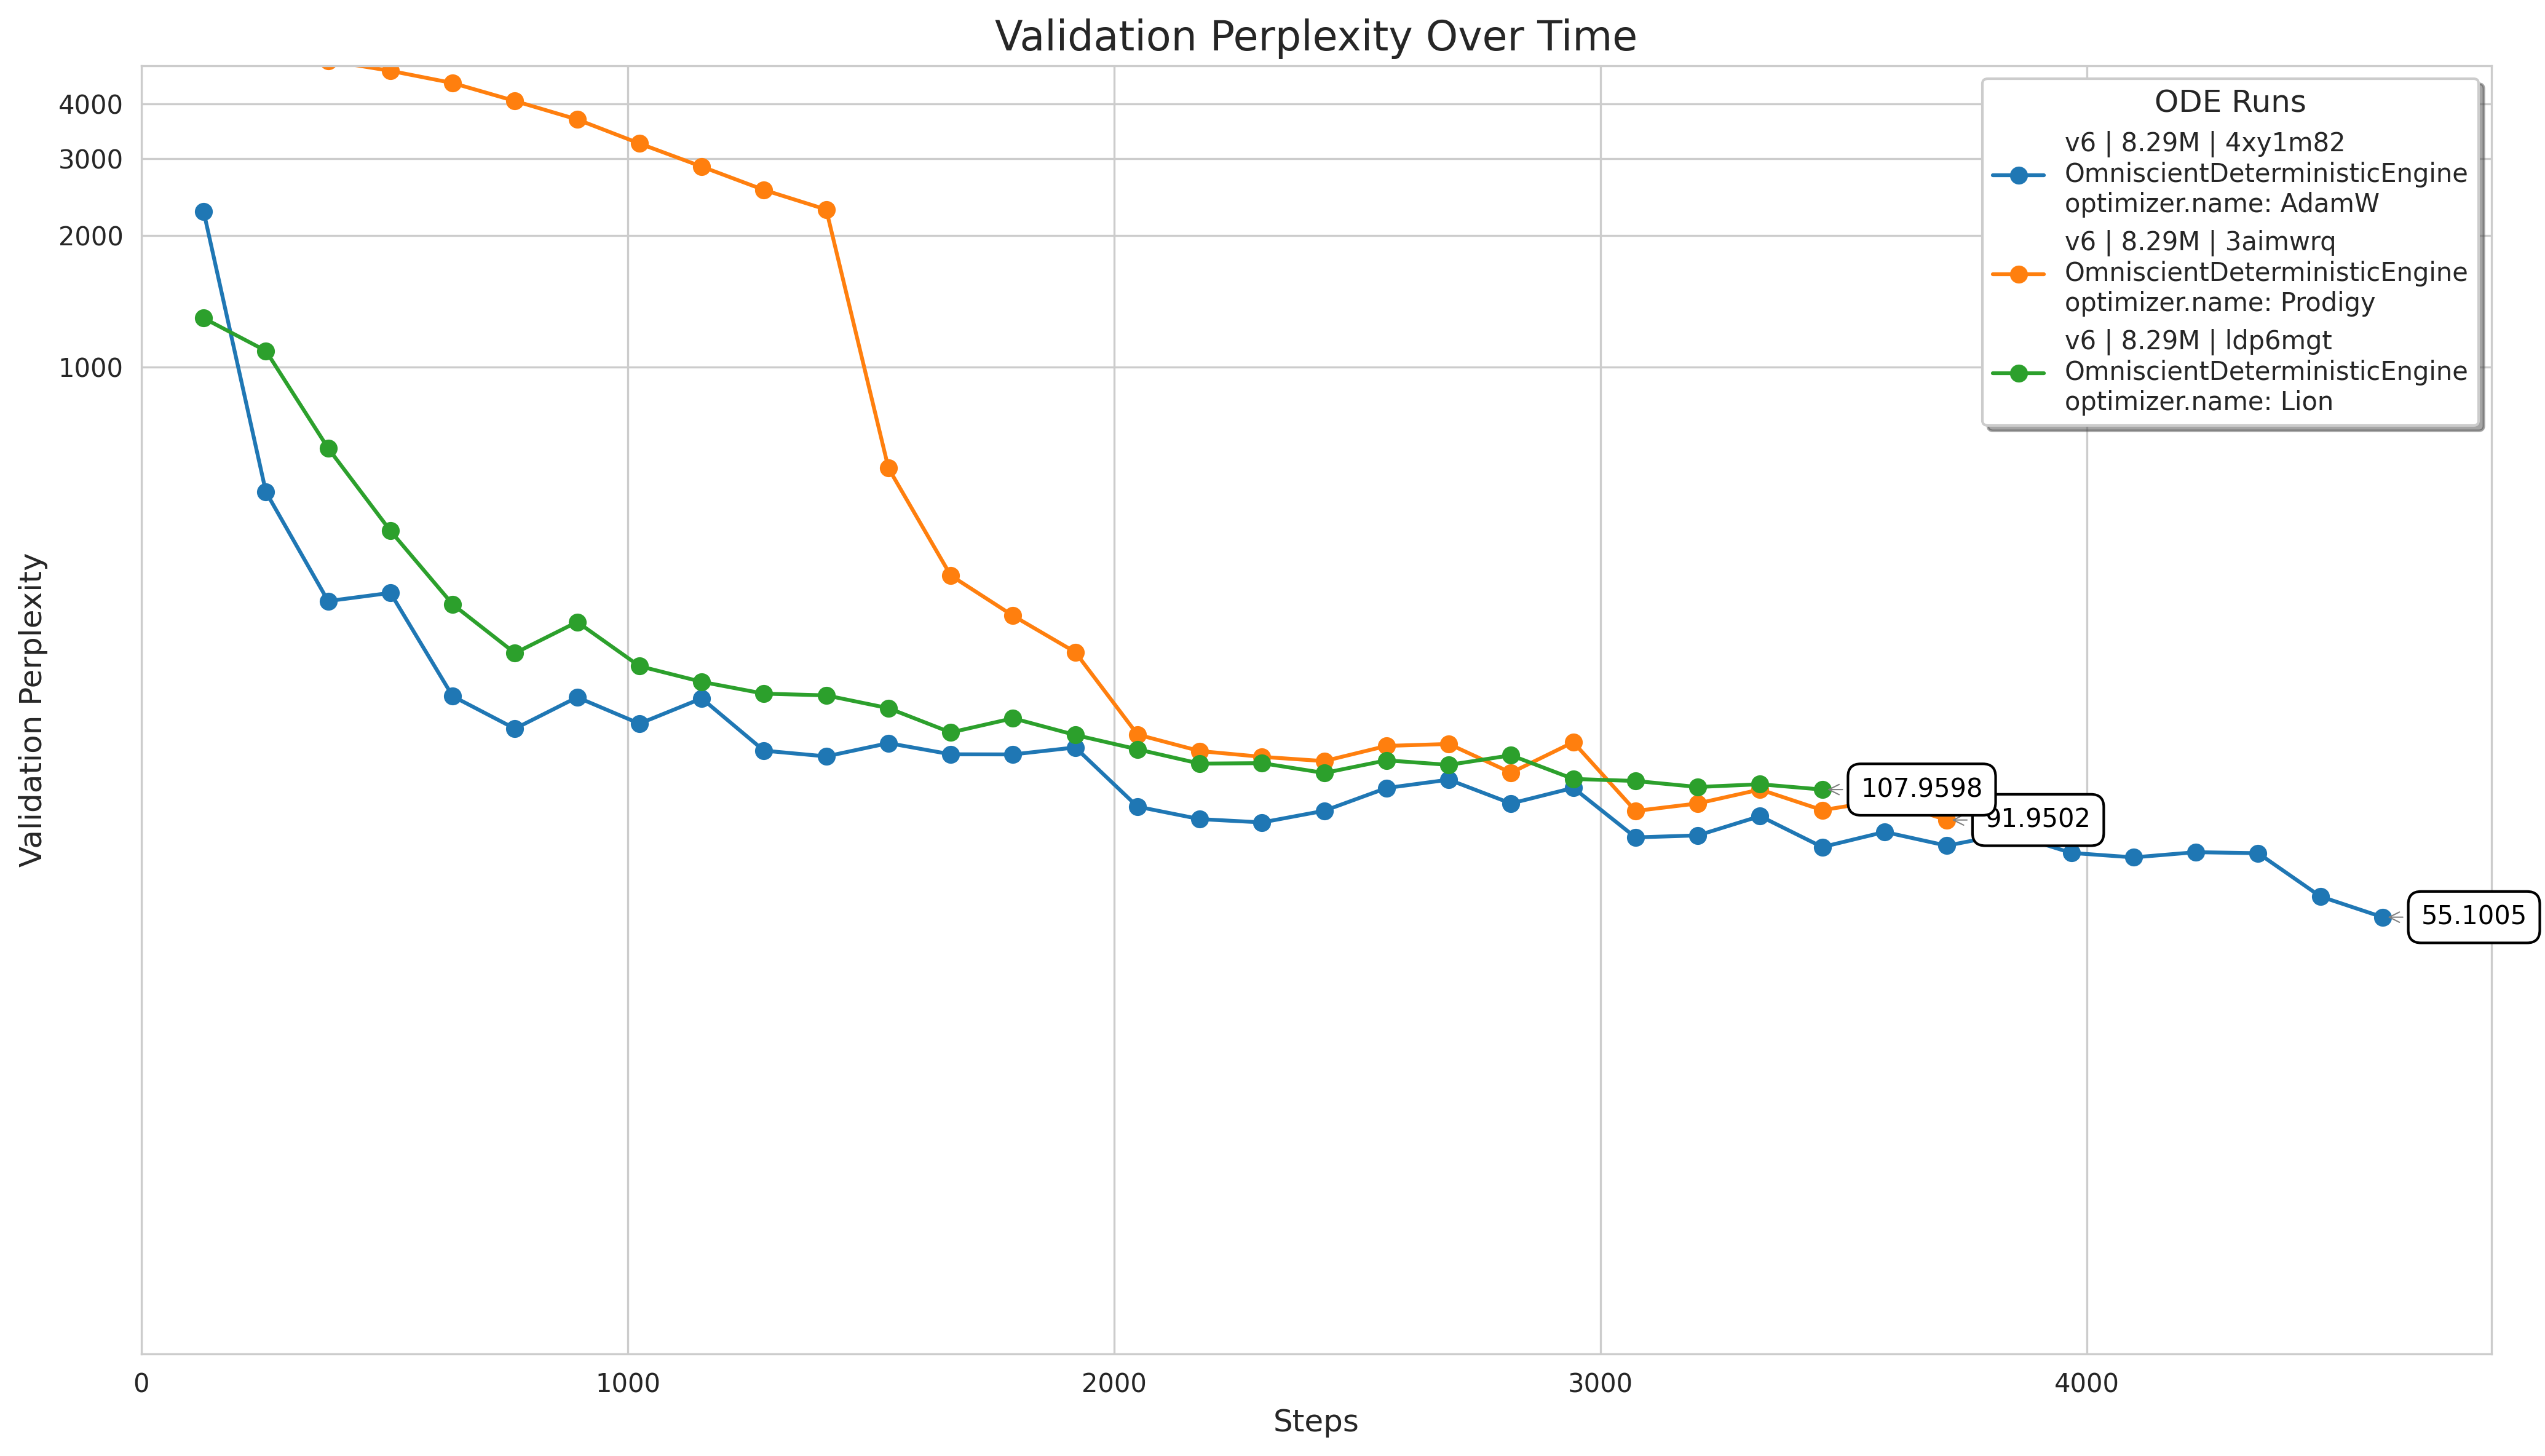 Validation Perplexity Over Time
Validation Perplexity
4000
3000
2000
1000
ODE Runs
v6 | 8.29M | 4xy1m82
OmniscientDeterministicEngine
optimizer.name: AdamW
v6 | 8.29M | 3aimwrq
OmniscientDeterministicEngine
optimizer.name: Prodigy
v6 | 8.29M | ldp6mgt
OmniscientDeterministicEngine
optimizer.name: Lion
107.9598
91.9502
55.1005
0
1000
2000
3000
4000
Steps